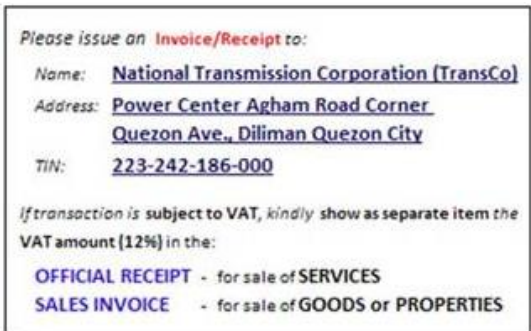 Please issue an Invoice/Receipt to:
Name: National Transmission Corporation (TransCo)
Address: Power Center Agham Road Corner
Quezon Ave., Diliman Quezon City
TIN: 223-242-186-000
If transaction is subject to VAT, kindly show as separate item the
VAT amount (12%) in the:
OFFICIAL RECEIPT - for sale of SERVICES
SALES INVOICE - for sale of GOODS or PROPERTIES